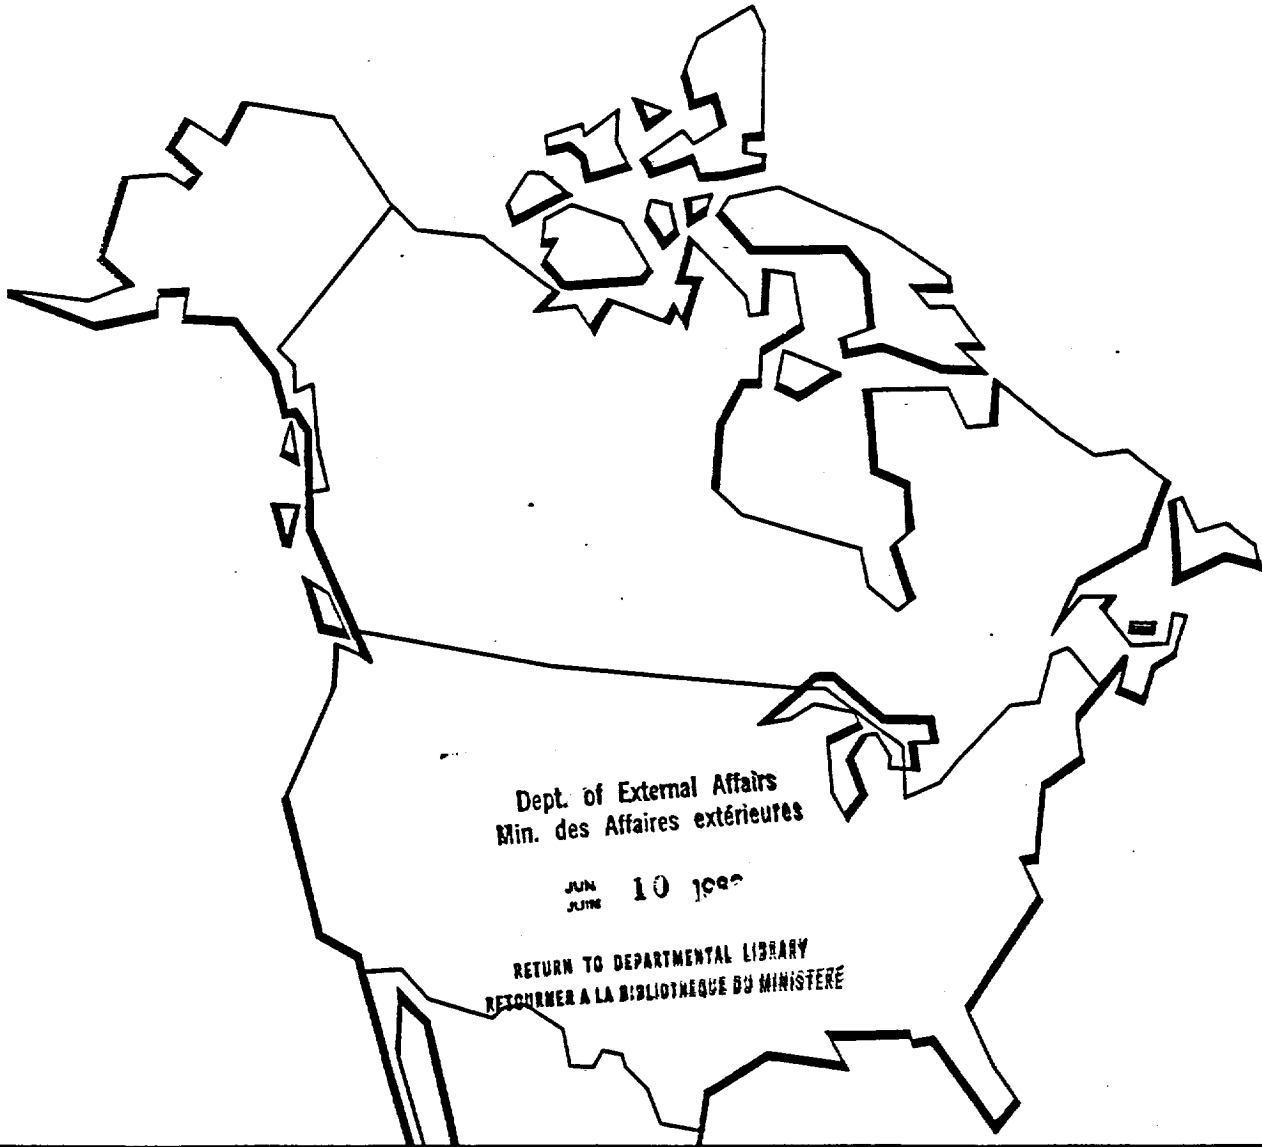 Dept. of External Affairs
Min. des Affaires extérieures
JUN
JUIN 10
RETURN TO DEPARTMENTAL LIBRARY
RETOURNER A LA BIBLIOTHEQUE DU MINISTERE